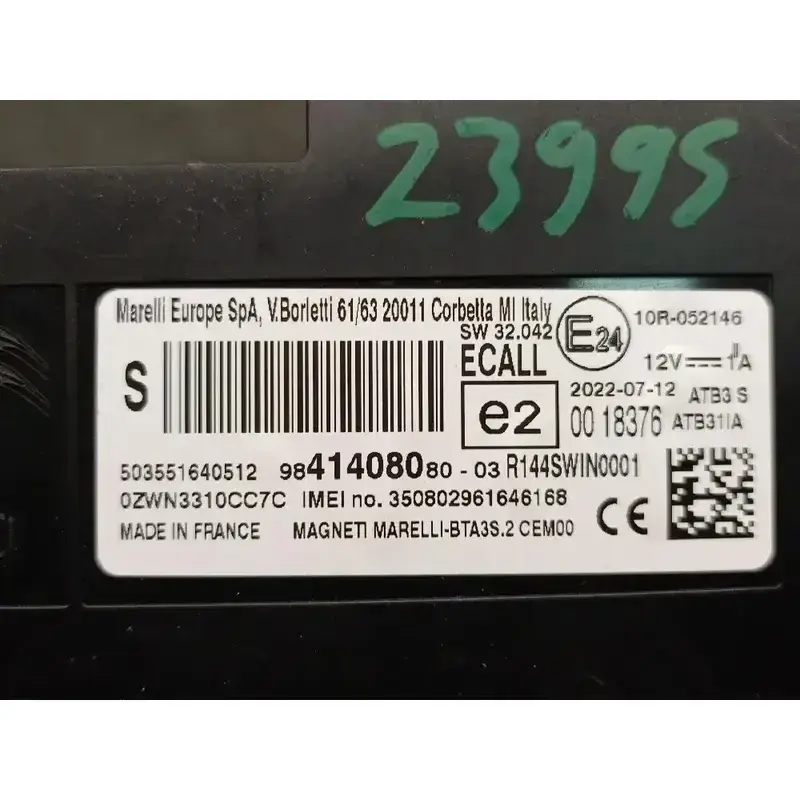 23995
Marelli Europe SpA, V.Borletti 61/63 20011 Corbetta MI Italy
SW 32.042
E24
10R-052146
S
ECALL
12V 1A
e2
2022-07-12 ATB3 S
00 18376 ATB31IA
503551640512 9841408080-03 R144SWIN0001
0ZWN3310CC7C IMEI no. 350802961646168
MADE IN FRANCE MAGNETI MARELLI-BTA3S.2 CEM00
CE